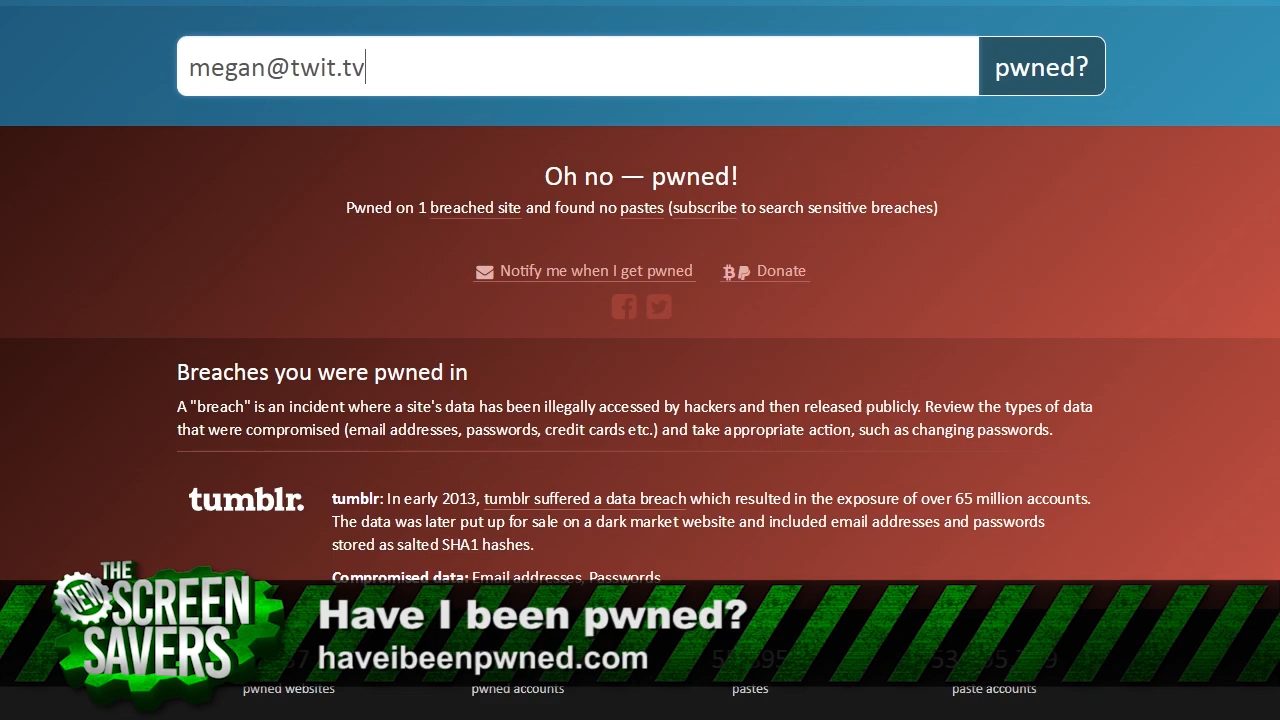 megan@twit.tv
pwned?
Oh no — pwned!
Pwned on 1 breached site and found no pastes (subscribe to search sensitive breaches)
Notify me when I get pwned
Donate
Breaches you were pwned in
A "breach" is an incident where a site's data has been illegally accessed by hackers and then released publicly. Review the types of data
that were compromised (email addresses, passwords, credit cards etc.) and take appropriate action, such as changing passwords.
tumblr.
tumblr: In early 2013, tumblr suffered a data breach which resulted in the exposure of over 65 million accounts.
The data was later put up for sale on a dark market website and included email addresses and passwords
stored as salted SHA1 hashes.
Compromised data: Email addresses, Passwords
THE
NEW
SCREEN
SAVERS
Have I been pwned?
haveibeenpwned.com
pwned websites
pwned accounts
pastes
paste accounts